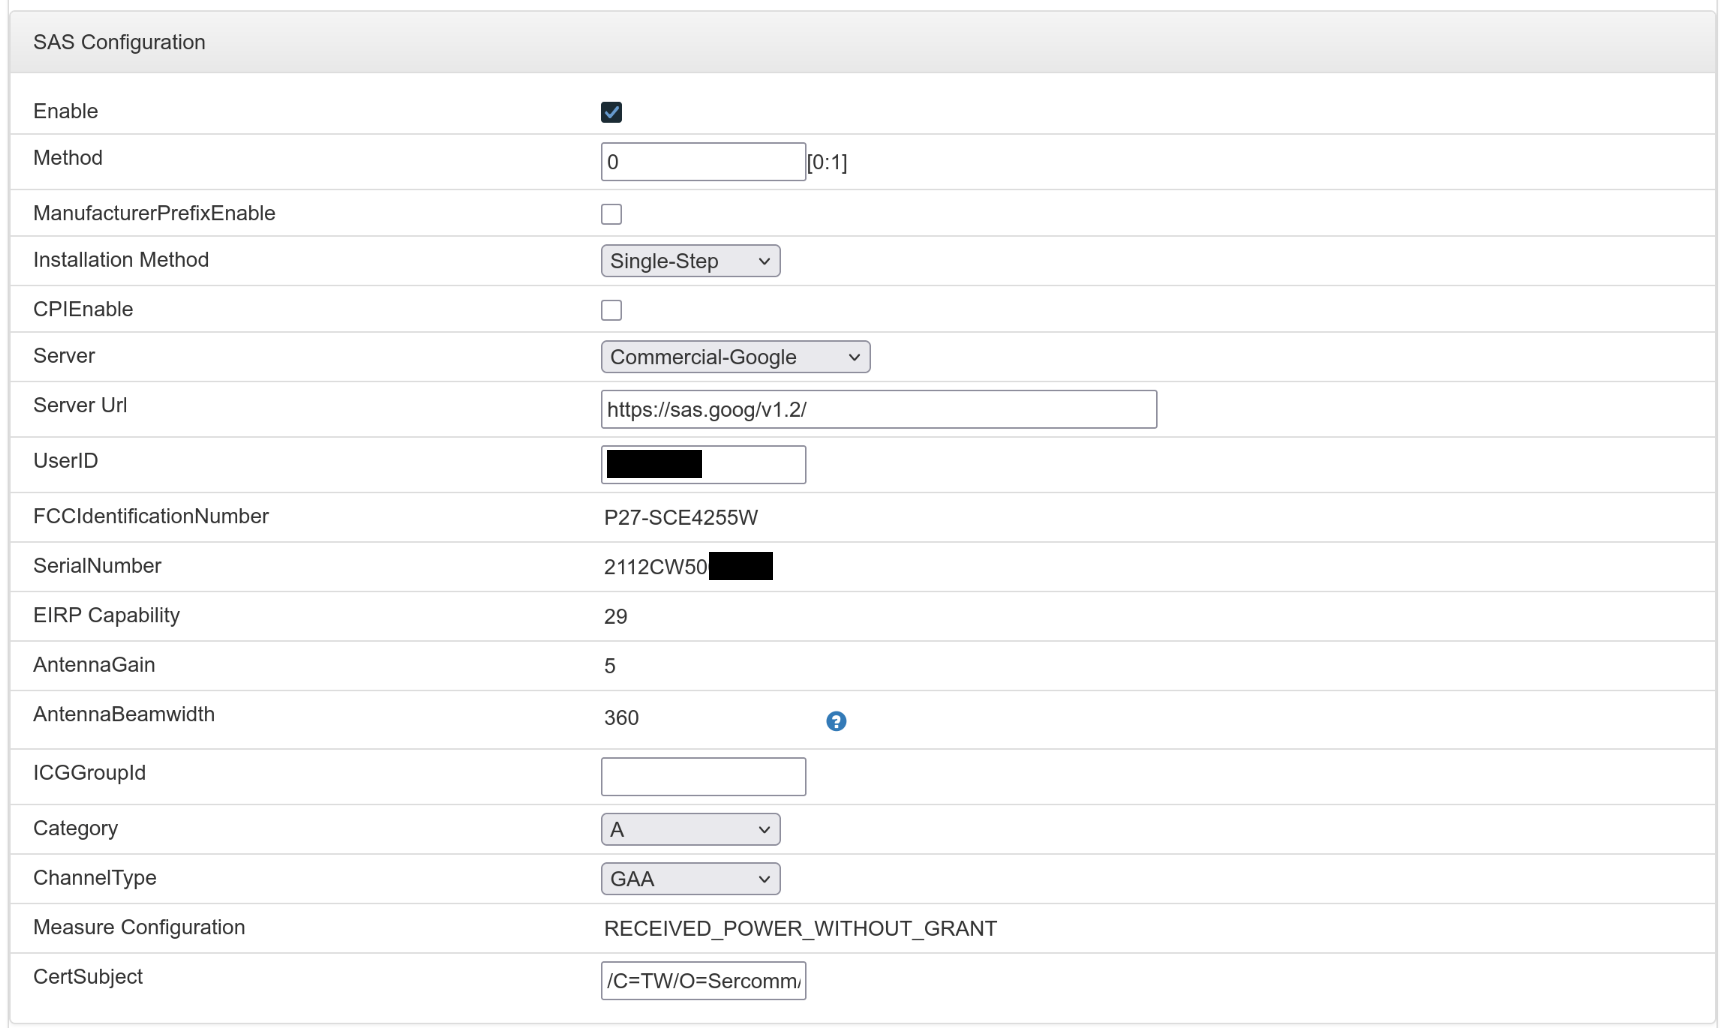 SAS Configuration
Enable
Method 0 [0:1]
ManufacturerPrefixEnable
Installation Method Single-Step
CPIEnable
Server Commercial-Google
Server Url https://sas.goog/v1.2/
UserID
FCCIdentificationNumber P27-SCE4255W
SerialNumber 2112CW50
EIRP Capability 29
AntennaGain 5
AntennaBeamwidth 360 ?
ICGGroupId
Category A
ChannelType GAA
Measure Configuration RECEIVED_POWER_WITHOUT_GRANT
CertSubject /C=TW/O=Sercomm/